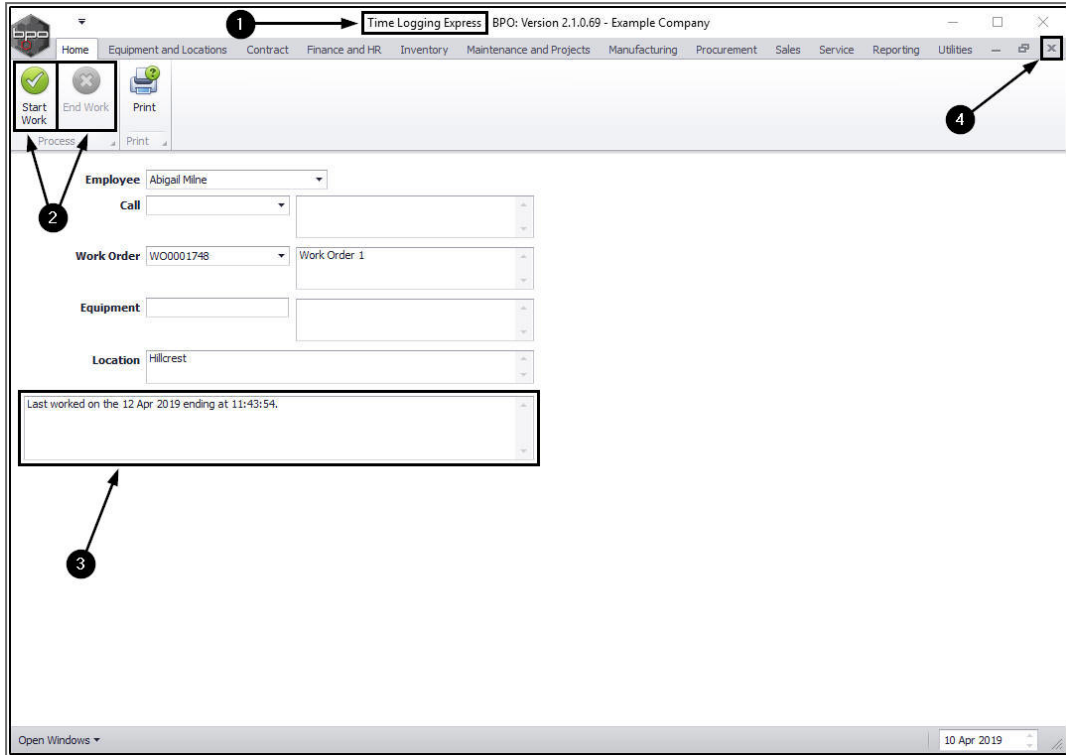 1
Time Logging Express BPO: Version 2.1.0.69 - Example Company
bpo
Home Equipment and Locations Contract Finance and HR Inventory Maintenance and Projects Manufacturing Procurement Sales Service Reporting Utilities
Start Work
End Work
Print
4
Process
Print
Employee Abigail Milne
2
Call
Work Order WO0001748 Work Order 1
Equipment
Location Hillcrest
Last worked on the 12 Apr 2019 ending at 11:43:54.
3
Open Windows 10 Apr 2019